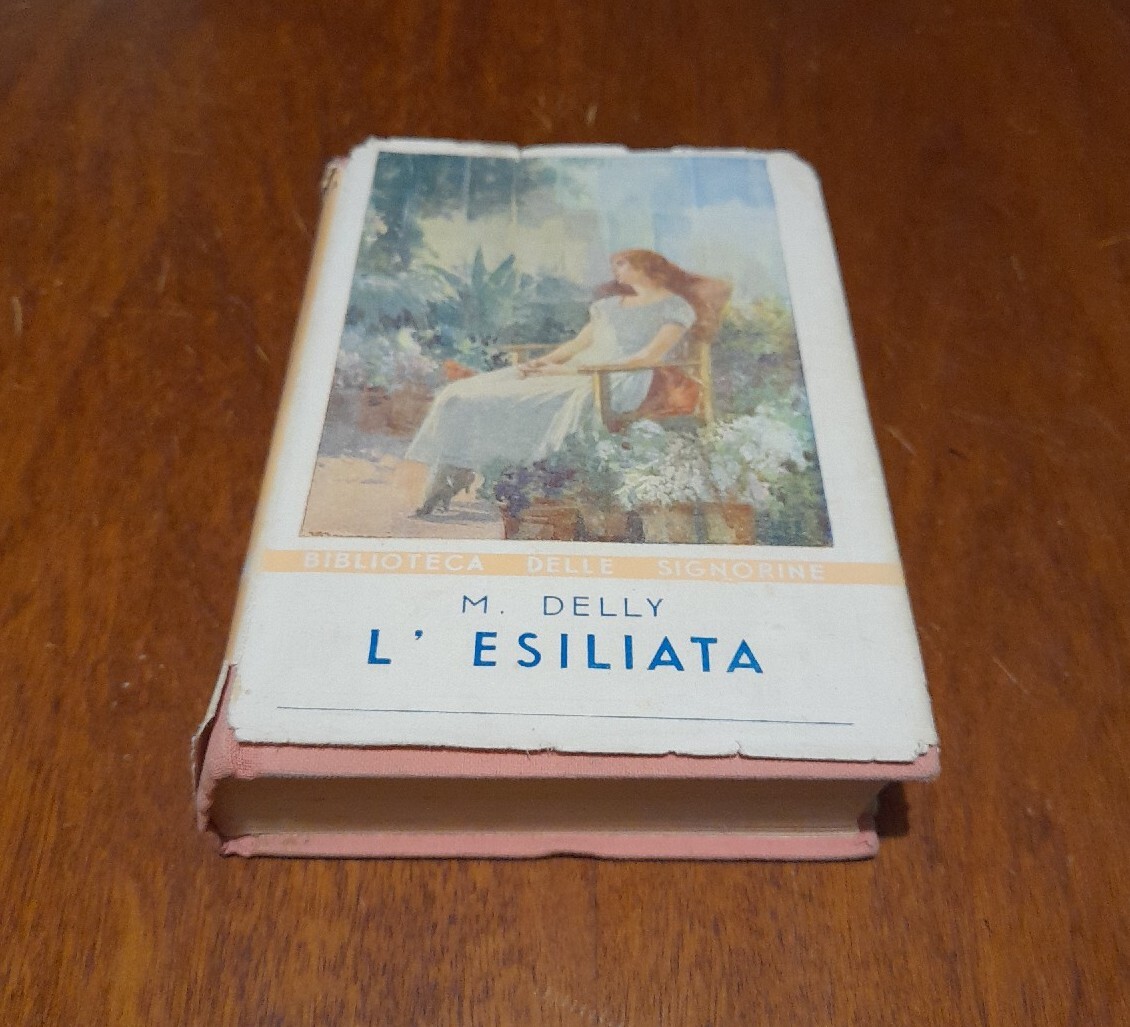 BIBLIOTECA DELLE SIGNORINE
M. DELLY
L' ESILIATA